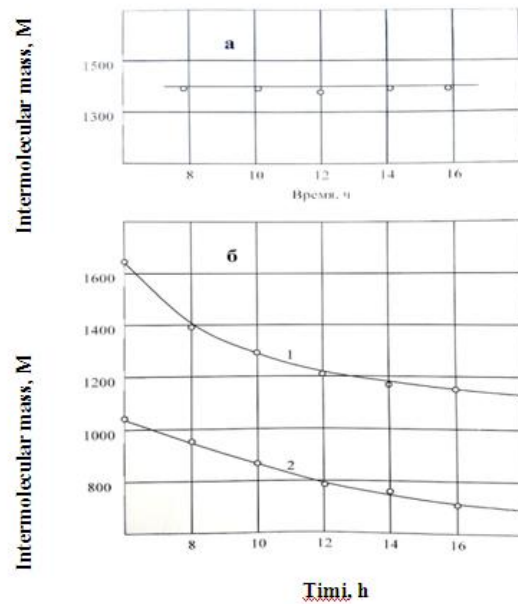 Intermolecular mass, M
а
1500
1300
8 10 12 14 16
Время, ч
Intermolecular mass, M
б
1600
1400
1200
1000
800
1
2
8 10 12 14 16
Timi, h